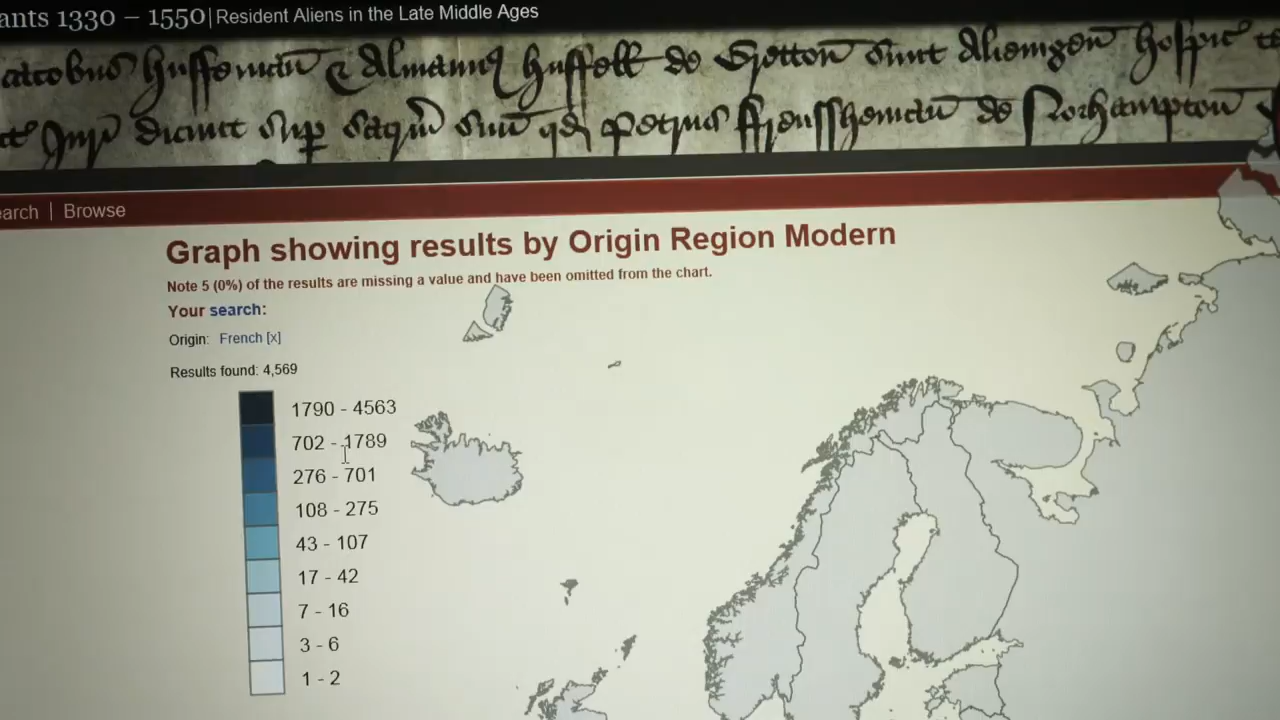 ants 1330 – 1550 | Resident Aliens in the Late Middle Ages
de Northampton
earch | Browse
Graph showing results by Origin Region Modern
Note 5 (0%) of the results are missing a value and have been omitted from the chart.
Your search:
Origin: French [x]
Results found: 4,569
1790 - 4563
702 - 1789
276 - 701
108 - 275
43 - 107
17 - 42
7 - 16
3 - 6
1 - 2